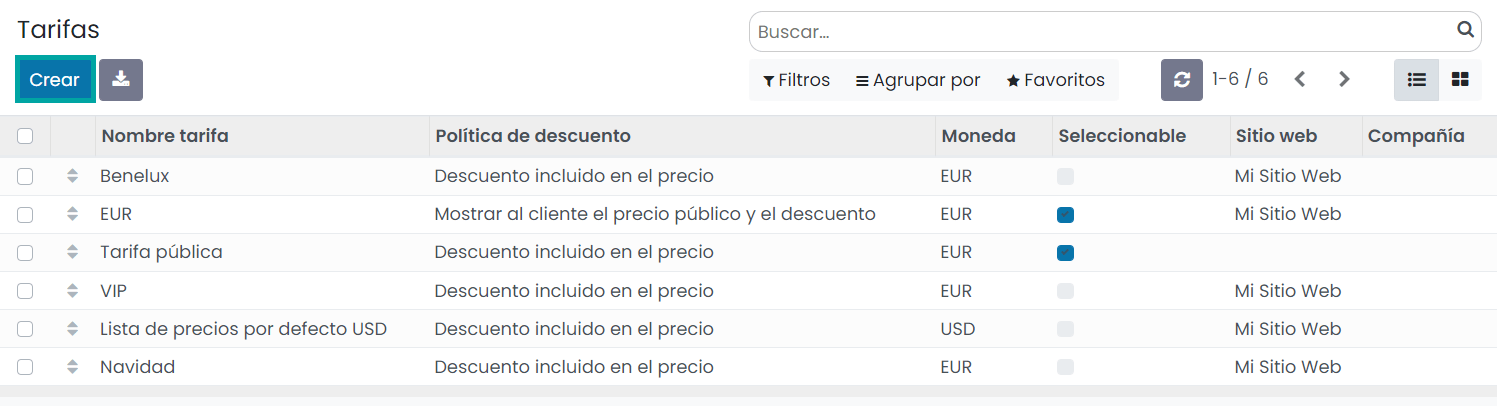 Tarifas
Buscar...
Crear
Filtros Agrupar por Favoritos 1-6 / 6
Nombre tarifa Política de descuento Moneda Seleccionable Sitio web Compañía
Benelux Descuento incluido en el precio EUR Mi Sitio Web
EUR Mostrar al cliente el precio público y el descuento EUR Mi Sitio Web
Tarifa pública Descuento incluido en el precio EUR
VIP Descuento incluido en el precio EUR Mi Sitio Web
Lista de precios por defecto USD Descuento incluido en el precio USD Mi Sitio Web
Navidad Descuento incluido en el precio EUR Mi Sitio Web